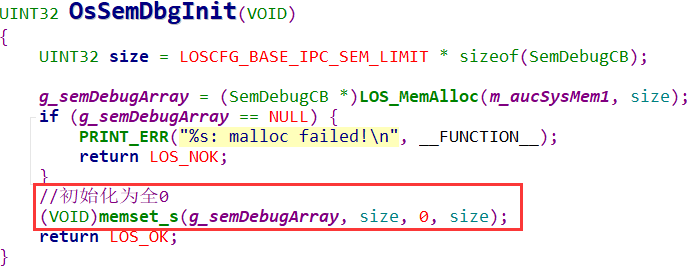 UINT32 OsSemDbgInit(VOID)
{
    UINT32 size = LOSCFG_BASE_IPC_SEM_LIMIT * sizeof(SemDebugCB);
    g_semDebugArray = (SemDebugCB *)LOS_MemAlloc(m_aucSysMem1, size);
    if (g_semDebugArray == NULL) {
        PRINT_ERR("%s: malloc failed!\n", __FUNCTION__);
        return LOS_NOK;
    }
    //初始化为全0
    (VOID)memset_s(g_semDebugArray, size, 0, size);
    return LOS_OK;
}